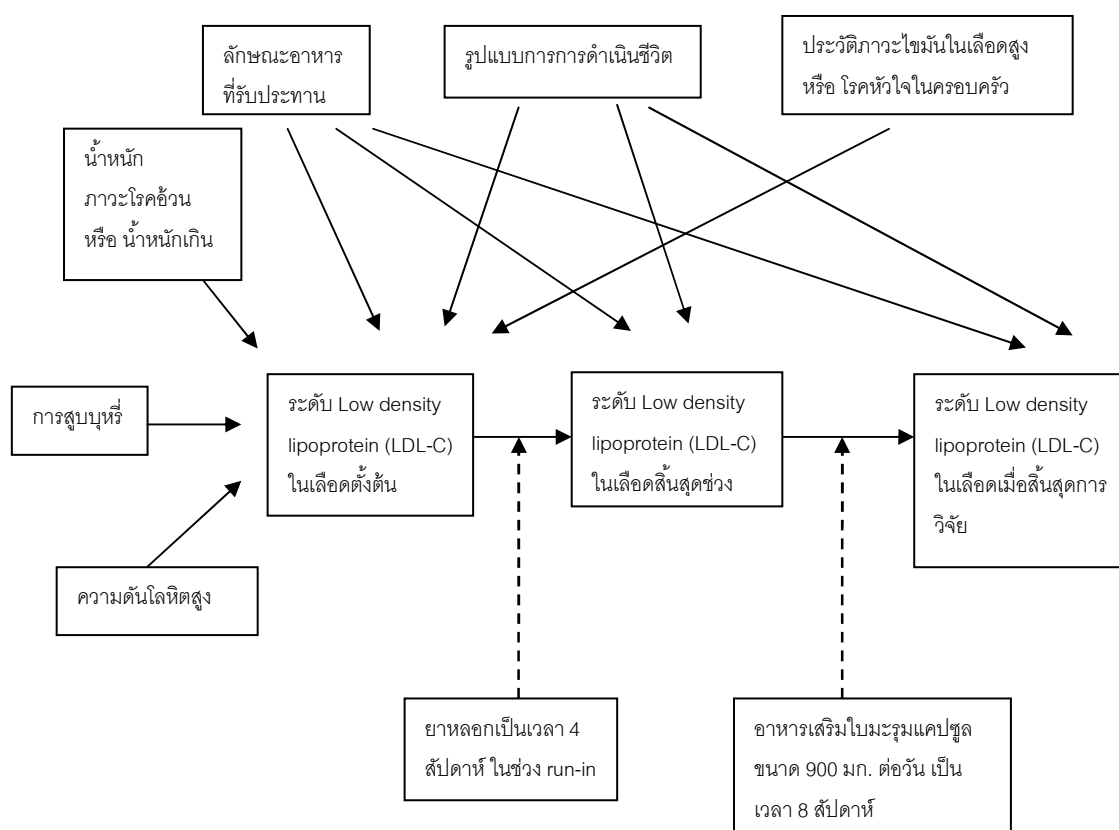 ลักษณะอาหาร
ที่รับประทาน
รูปแบบการการดำเนินชีวิต
ประวัติภาวะไขมันในเลือดสูง
หรือ โรคหัวใจในครอบครัว
น้ำหนัก
ภาวะโรคอ้วน
หรือ น้ำหนักเกิน
การสูบบุหรี่
ระดับ Low density
lipoprotein (LDL-C)
ในเลือดตั้งต้น
ระดับ Low density
lipoprotein (LDL-C)
ในเลือดสิ้นสุดช่วง
ระดับ Low density
lipoprotein (LDL-C)
ในเลือดเมื่อสิ้นสุดการ
วิจัย
ความดันโลหิตสูง
ยาหลอกเป็นเวลา 4
สัปดาห์ ในช่วง run-in
อาหารเสริมใบมะรุมแคปซูล
ขนาด 900 มก. ต่อวัน เป็น
เวลา 8 สัปดาห์